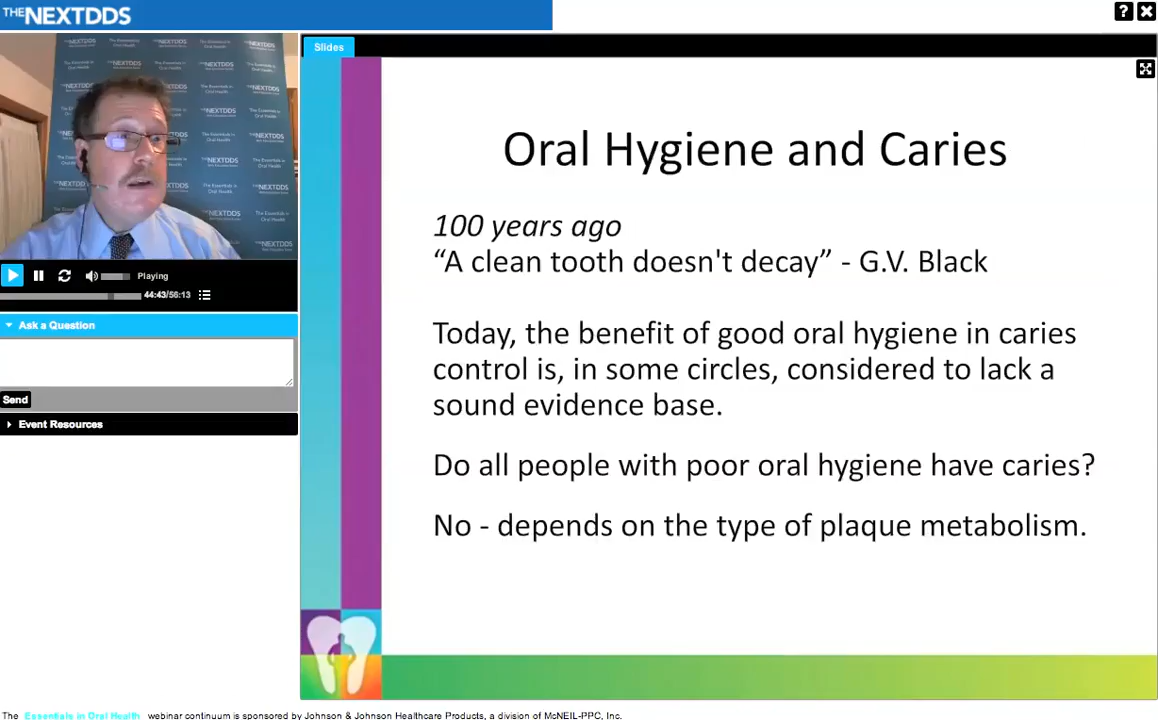 THENEXTDDS
? 
Slides
Playing
44:43/56:13
Ask a Question
Send
Event Resources
Oral Hygiene and Caries
100 years ago
“A clean tooth doesn't decay” - G.V. Black
Today, the benefit of good oral hygiene in caries
control is, in some circles, considered to lack a
sound evidence base.
Do all people with poor oral hygiene have caries?
No - depends on the type of plaque metabolism.
The Essentials in Oral Health webinar continuum is sponsored by Johnson & Johnson Healthcare Products, a division of McNEIL-PPC, Inc.